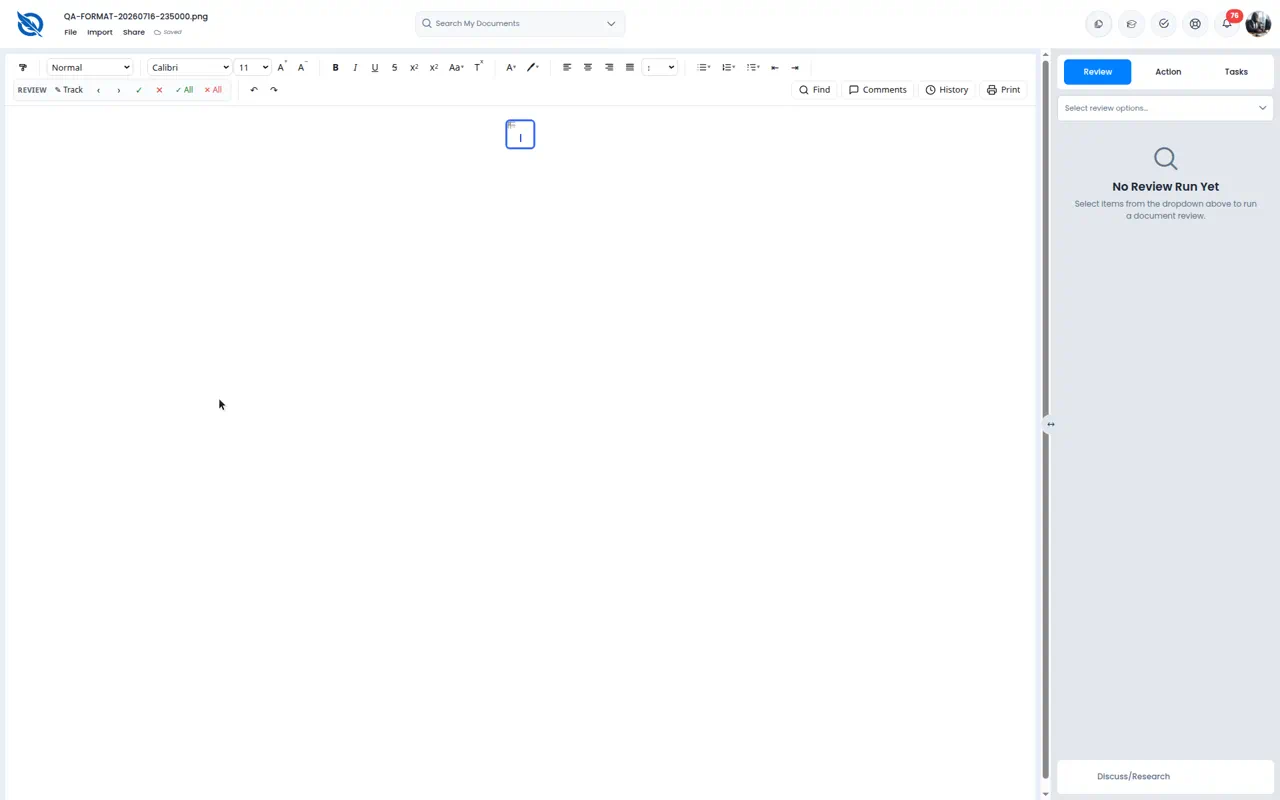 QA-FORMAT-20260716-235000.png
File Import Share Saved
Search My Documents
76
Normal Calibri 11 A+ A- B I U S x2 x2 Aa T A
REVIEW Track ‹ › ✓ ✕ ✓ All ✕ All
Find Comments History Print
Review Action Tasks
Select review options...
No Review Run Yet
Select items from the dropdown above to run
a document review.
Discuss/Research